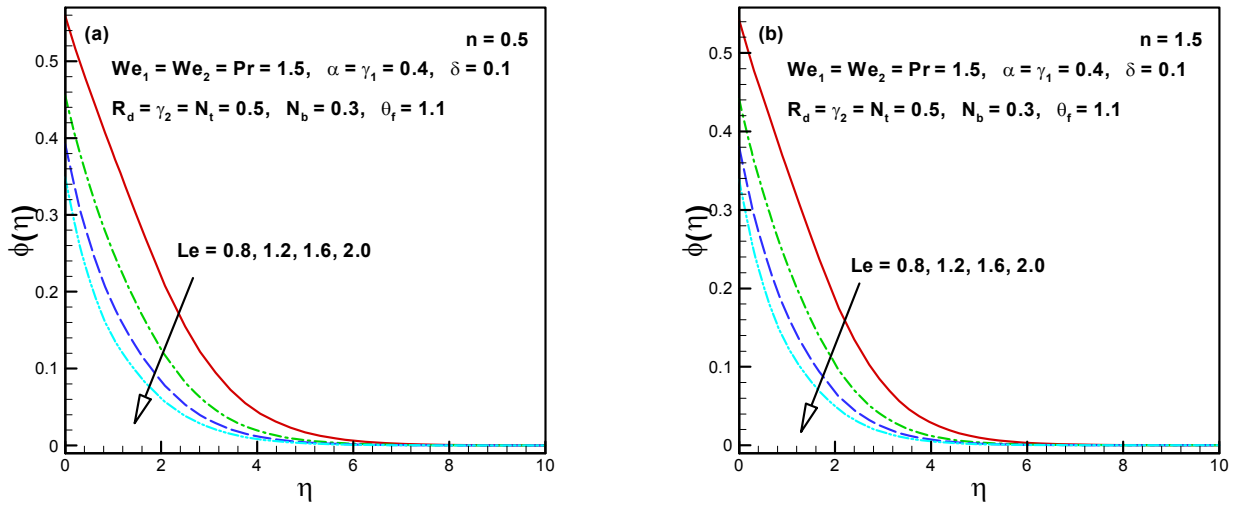 (a)
n = 0.5
We₁ = We₂ = Pr = 1.5, α = γ₁ = 0.4, δ = 0.1
R_d = γ₂ = N_t = 0.5, N_b = 0.3, θ_f = 1.1
Le = 0.8, 1.2, 1.6, 2.0
ϕ(η)
0.5
0.4
0.3
0.2
0.1
0
0 2 4 6 8 10
η
(b)
n = 1.5
We₁ = We₂ = Pr = 1.5, α = γ₁ = 0.4, δ = 0.1
R_d = γ₂ = N_t = 0.5, N_b = 0.3, θ_f = 1.1
Le = 0.8, 1.2, 1.6, 2.0
ϕ(η)
0.5
0.4
0.3
0.2
0.1
0
0 2 4 6 8 10
η